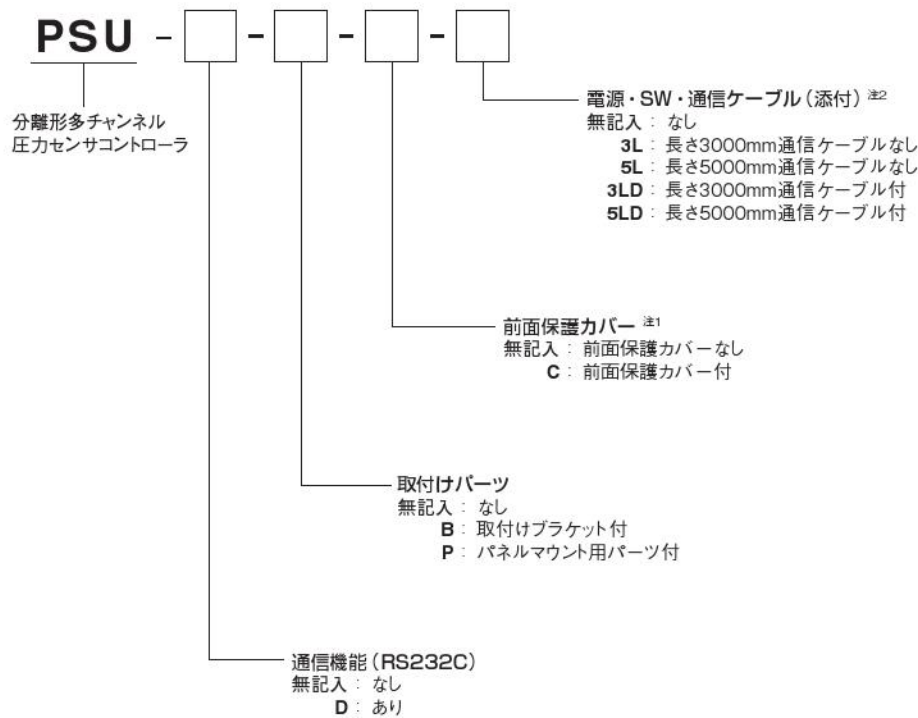 PSU - □ - □ - □ - □
分離形多チャンネル
圧力センサコントローラ
電源・SW・通信ケーブル(添付) 注2
無記入 : なし
3L : 長さ3000mm通信ケーブルなし
5L : 長さ5000mm通信ケーブルなし
3LD : 長さ3000mm通信ケーブル付
5LD : 長さ5000mm通信ケーブル付
前面保護カバー 注1
無記入 : 前面保護カバーなし
C : 前面保護カバー付
取付けパーツ
無記入 : なし
B : 取付けブラケット付
P : パネルマウント用パーツ付
通信機能(RS232C)
無記入 : なし
D : あり